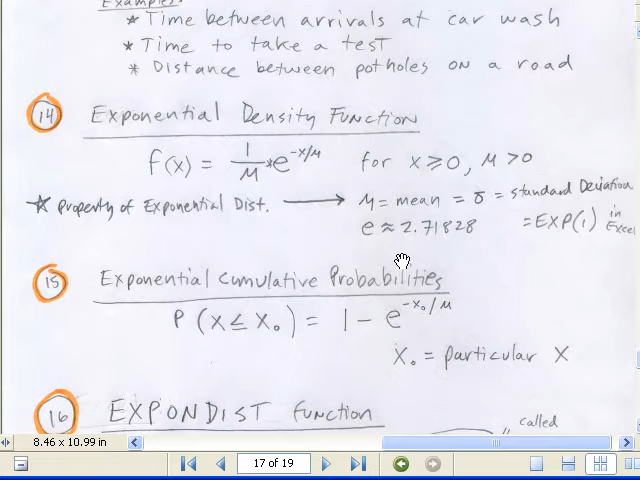 Examples:
* Time between arrivals at car wash
* Time to take a test
* Distance between potholes on a road
14 Exponential Density Function
f(x) = 1/μ * e^-x/μ for x ≥ 0, μ > 0
* Property of Exponential Dist. → μ = mean = σ = standard Deviation
e ≈ 2.71828 = EXP(1) in Excel
15 Exponential Cumulative Probabilities
P(x ≤ x₀) = 1 - e^-x₀/μ
x₀ = particular x
16 EXPONDIST Function
called
8.46 x 10.99 in
17 of 19